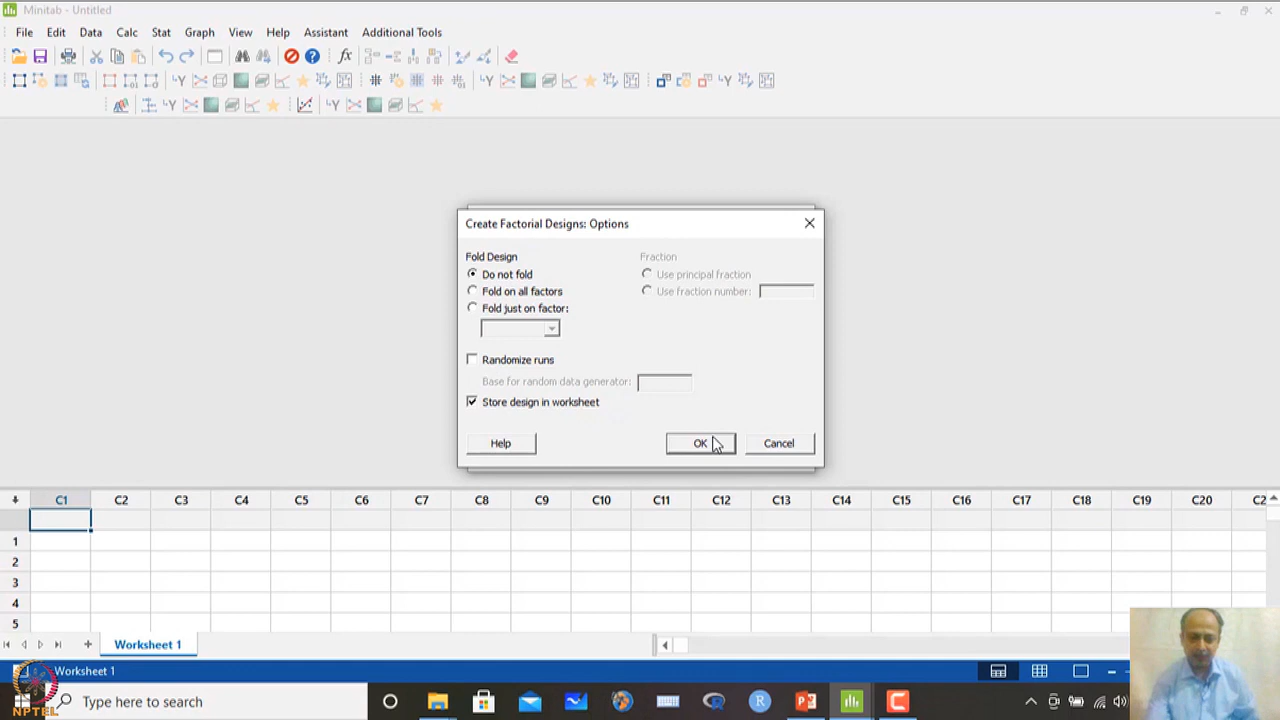 Minitab - Untitled
File Edit Data Calc Stat Graph View Help Assistant Additional Tools
Create Factorial Designs: Options
Fold Design
Fraction
Do not fold
Use principal fraction
Fold on all factors
Use fraction number:
Fold just on factor:
Randomize runs
Base for random data generator:
Store design in worksheet
Help OK Cancel
C1 C2 C3 C4 C5 C6 C7 C8 C9 C10 C11 C12 C13 C14 C15 C16 C17 C18 C19 C20 C2
1
2
3
4
5
Worksheet 1
Worksheet 1
Type here to search
NPTEL